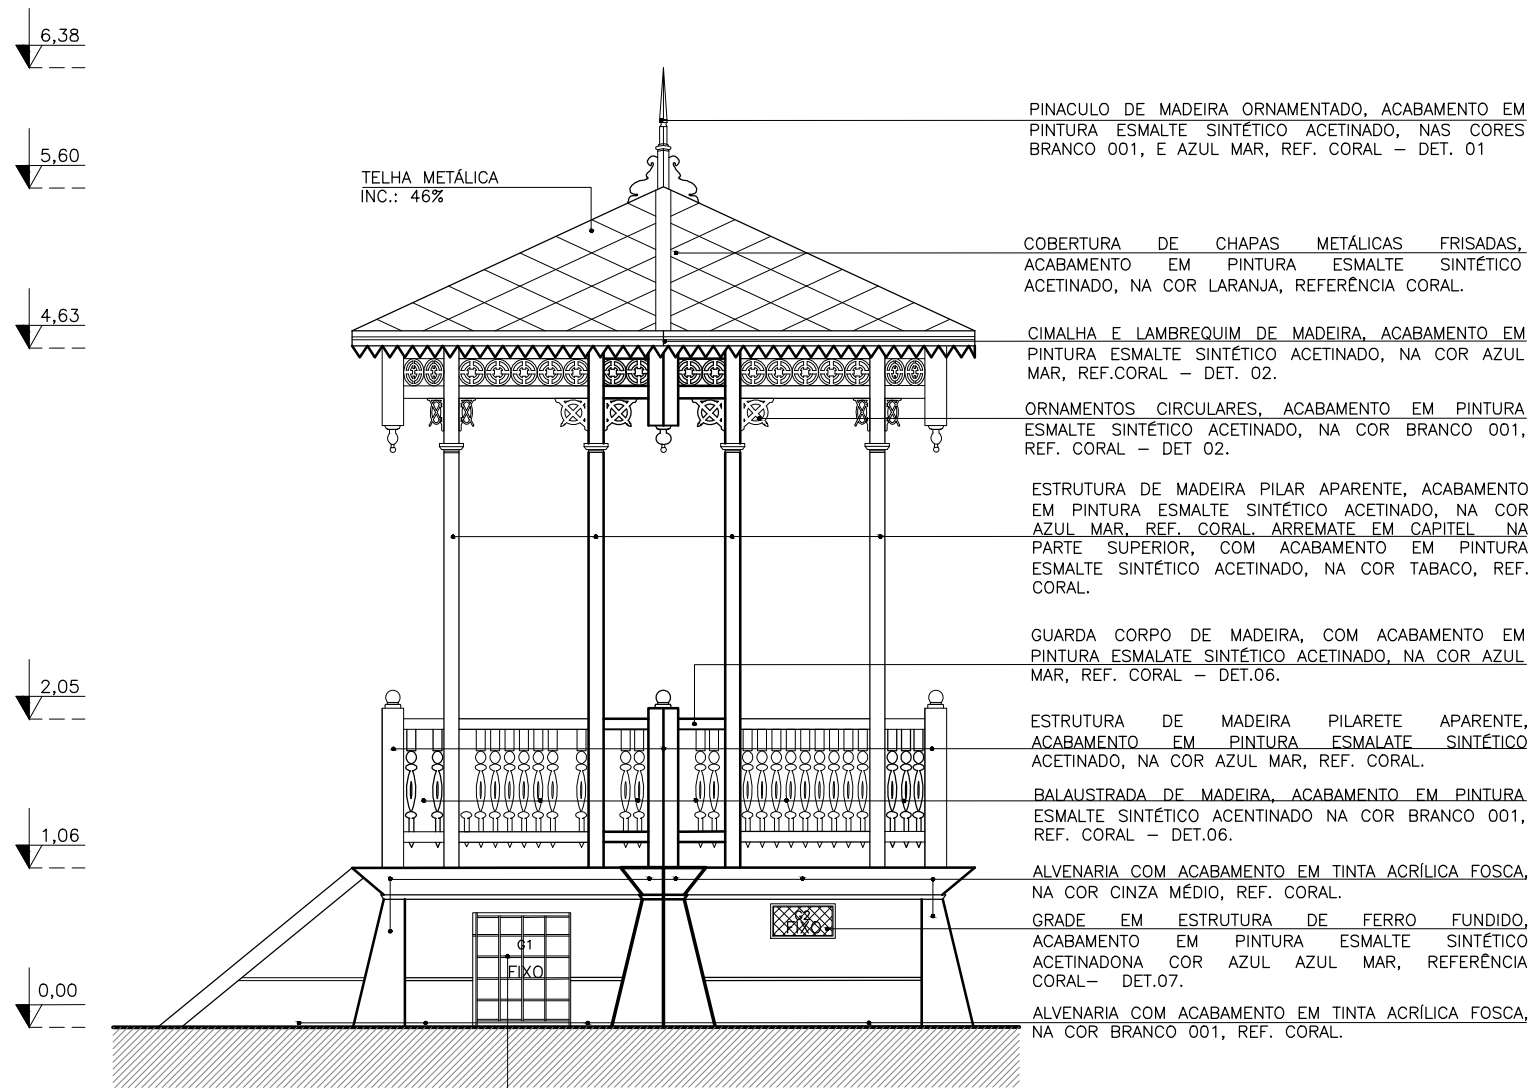 6,38
5,60
4,63
2,05
1,06
0,00
TELHA METÁLICA
INC.: 46%
G1
FIXO
G2
FIXO
PINACULO DE MADEIRA ORNAMENTADO, ACABAMENTO EM
PINTURA ESMALTE SINTÉTICO ACETINADO, NAS CORES
BRANCO 001, E AZUL MAR, REF. CORAL – DET. 01
COBERTURA DE CHAPAS METÁLICAS FRISADAS,
ACABAMENTO EM PINTURA ESMALTE SINTÉTICO
ACETINADO, NA COR LARANJA, REFERÊNCIA CORAL.
CIMALHA E LAMBREQUIM DE MADEIRA, ACABAMENTO EM
PINTURA ESMALTE SINTÉTICO ACETINADO, NA COR AZUL
MAR, REF.CORAL – DET. 02.
ORNAMENTOS CIRCULARES, ACABAMENTO EM PINTURA
ESMALTE SINTÉTICO ACETINADO, NA COR BRANCO 001,
REF. CORAL – DET 02.
ESTRUTURA DE MADEIRA PILAR APARENTE, ACABAMENTO
EM PINTURA ESMALTE SINTÉTICO ACETINADO, NA COR
AZUL MAR, REF. CORAL. ARREMATE EM CAPITEL NA
PARTE SUPERIOR, COM ACABAMENTO EM PINTURA
ESMALTE SINTÉTICO ACETINADO, NA COR TABACO, REF.
CORAL.
GUARDA CORPO DE MADEIRA, COM ACABAMENTO EM
PINTURA ESMALATE SINTÉTICO ACETINADO, NA COR AZUL
MAR, REF. CORAL – DET.06.
ESTRUTURA DE MADEIRA PILARETE APARENTE,
ACABAMENTO EM PINTURA ESMALATE SINTÉTICO
ACETINADO, NA COR AZUL MAR, REF. CORAL.
BALAUSTRADA DE MADEIRA, ACABAMENTO EM PINTURA
ESMALTE SINTÉTICO ACENTINADO NA COR BRANCO 001,
REF. CORAL – DET.06.
ALVENARIA COM ACABAMENTO EM TINTA ACRÍLICA FOSCA,
NA COR CINZA MÉDIO, REF. CORAL.
GRADE EM ESTRUTURA DE FERRO FUNDIDO,
ACABAMENTO EM PINTURA ESMALTE SINTÉTICO
ACETINADONA COR AZUL AZUL MAR, REFERÊNCIA
CORAL– DET.07.
ALVENARIA COM ACABAMENTO EM TINTA ACRÍLICA FOSCA,
NA COR BRANCO 001, REF. CORAL.